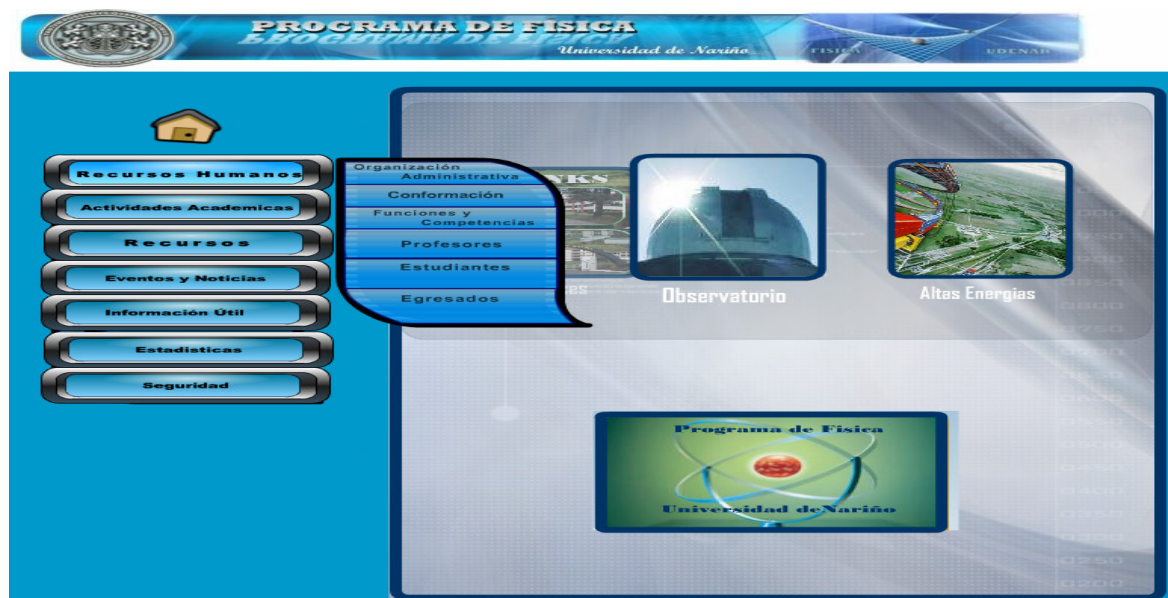 PROGRAMA DE FÍSICA
Universidad de Nariño
FISICA
UDENAR
Recursos Humanos
Actividades Academicas
Recursos
Eventos y Noticias
Información Útil
Estadisticas
Seguridad
Organización
Administrativa
Conformación
Funciones y
Competencias
Profesores
Estudiantes
Egresados
Observatorio
Altas Energias
Programa de Fisica
Universidad deNariño